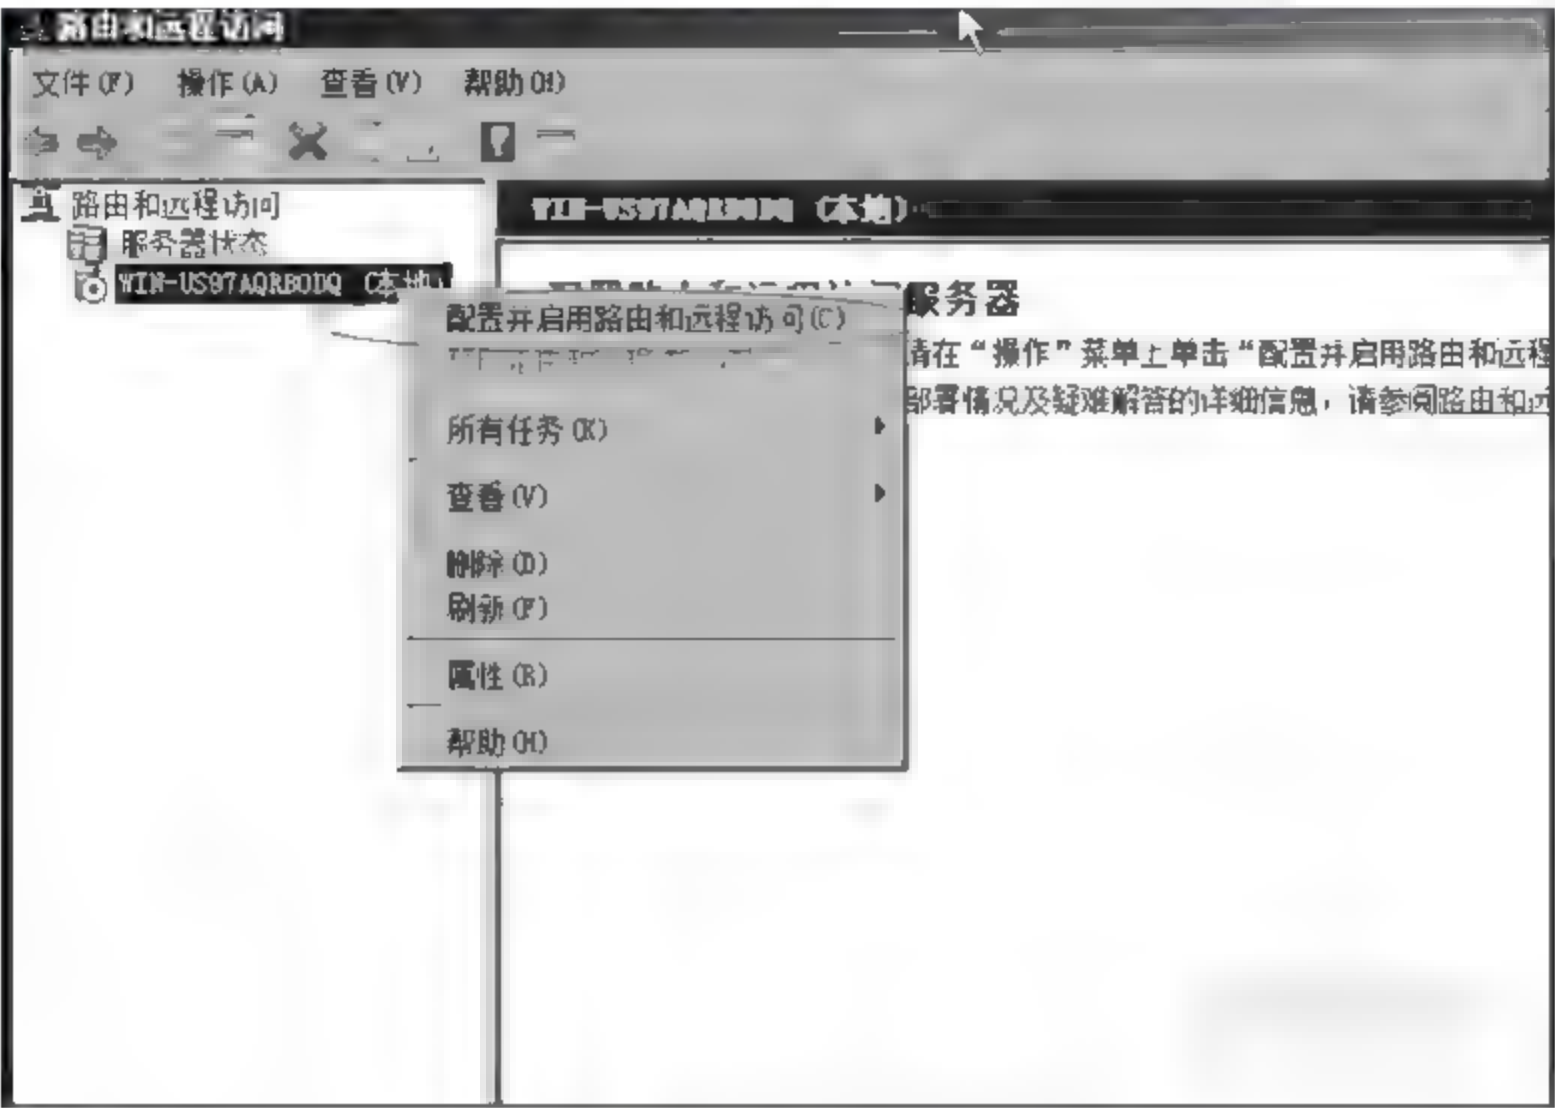 路由和远程访问
文件(F) 操作(A) 查看(V) 帮助(H)
路由和远程访问
服务器状态
WIN-US97AQRBODQ (本地)
WIN-US97AQRBODQ (本地)
服务器
配置并启用路由和远程访问(C)
请在“操作”菜单上单击“配置并启用路由和远程
部署情况及疑难解答的详细信息，请参阅路由和远
所有任务(K)
查看(V)
删除(D)
刷新(F)
属性(R)
帮助(H)